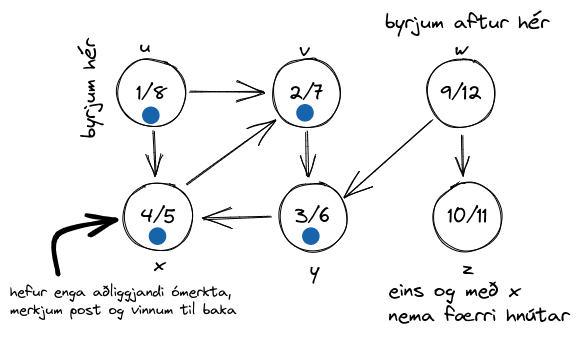 byrjum aftur hér
byrjum hér
u
v
w
1/8
2/7
9/12
4/5
3/6
10/11
x
y
z
hefur enga aðliggjandi ómerkta,
merkjum post og vinnum til baka
eins og með x
nema færri hnútar